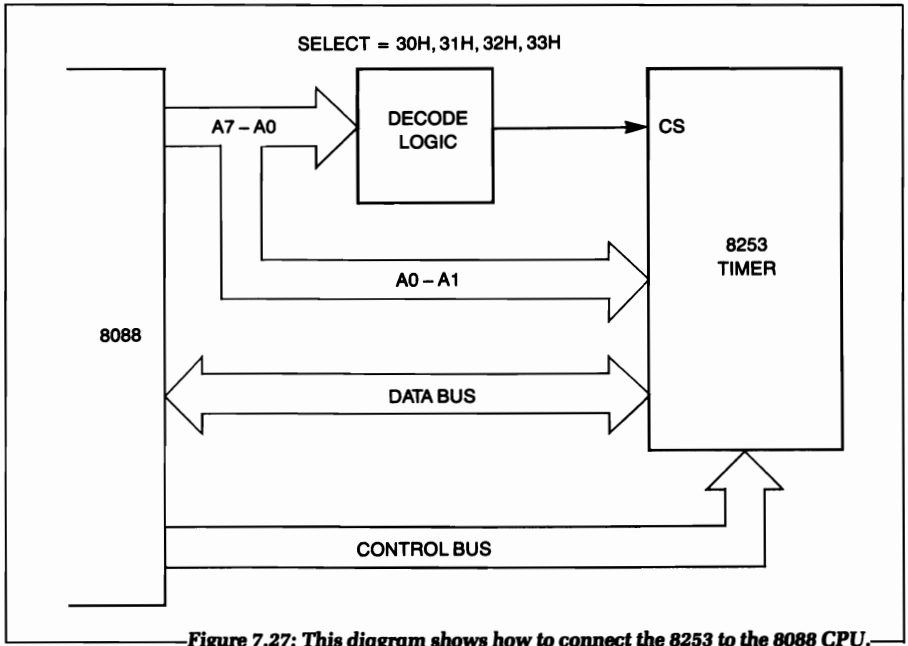 SELECT = 30H, 31H, 32H, 33H
A7 – A0
DECODE
LOGIC
CS
8253
TIMER
A0 – A1
8088
DATA BUS
CONTROL BUS
Figure 7.27: This diagram shows how to connect the 8253 to the 8088 CPU.